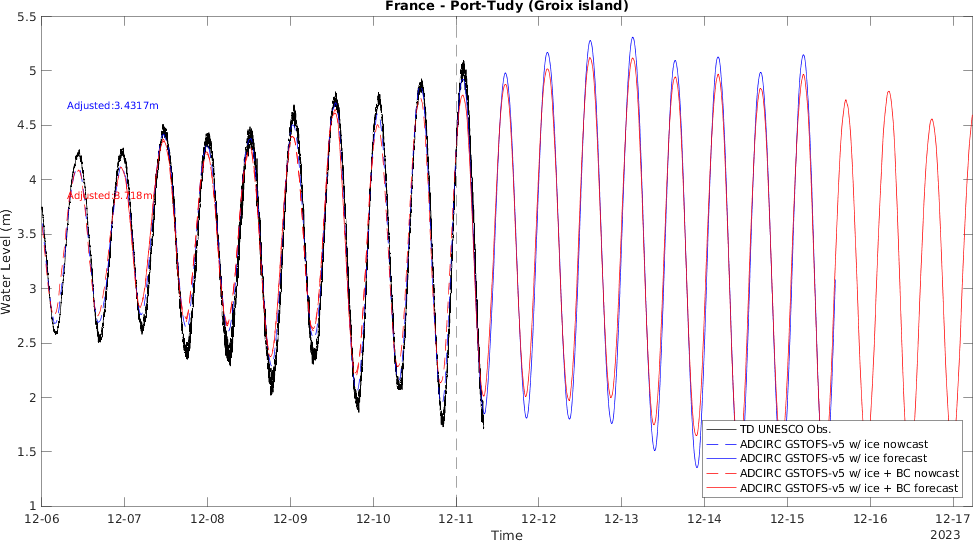 France - Port-Tudy (Groix island)
5.5
5
4.5
4
3.5
3
2.5
2
1.5
1
Water Level (m)
Adjusted:3.4317m
Adjusted:3.718m
TD UNESCO Obs.
ADCIRC GSTOFS-v5 w/ ice nowcast
ADCIRC GSTOFS-v5 w/ ice forecast
ADCIRC GSTOFS-v5 w/ ice + BC nowcast
ADCIRC GSTOFS-v5 w/ ice + BC forecast
12-06 12-07 12-08 12-09 12-10 12-11 12-12 12-13 12-14 12-15 12-16 12-17
Time
2023